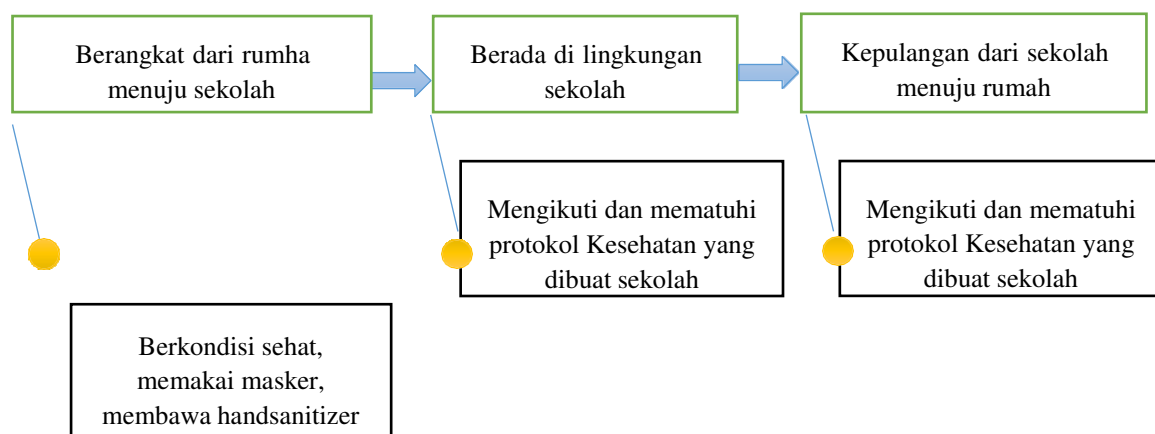 Berangkat dari rumha
menuju sekolah
Berada di lingkungan
sekolah
Kepulangan dari sekolah
menuju rumah
Mengikuti dan mematuhi
protokol Kesehatan yang
dibuat sekolah
Mengikuti dan mematuhi
protokol Kesehatan yang
dibuat sekolah
Berkondisi sehat,
memakai masker,
membawa handsanitizer